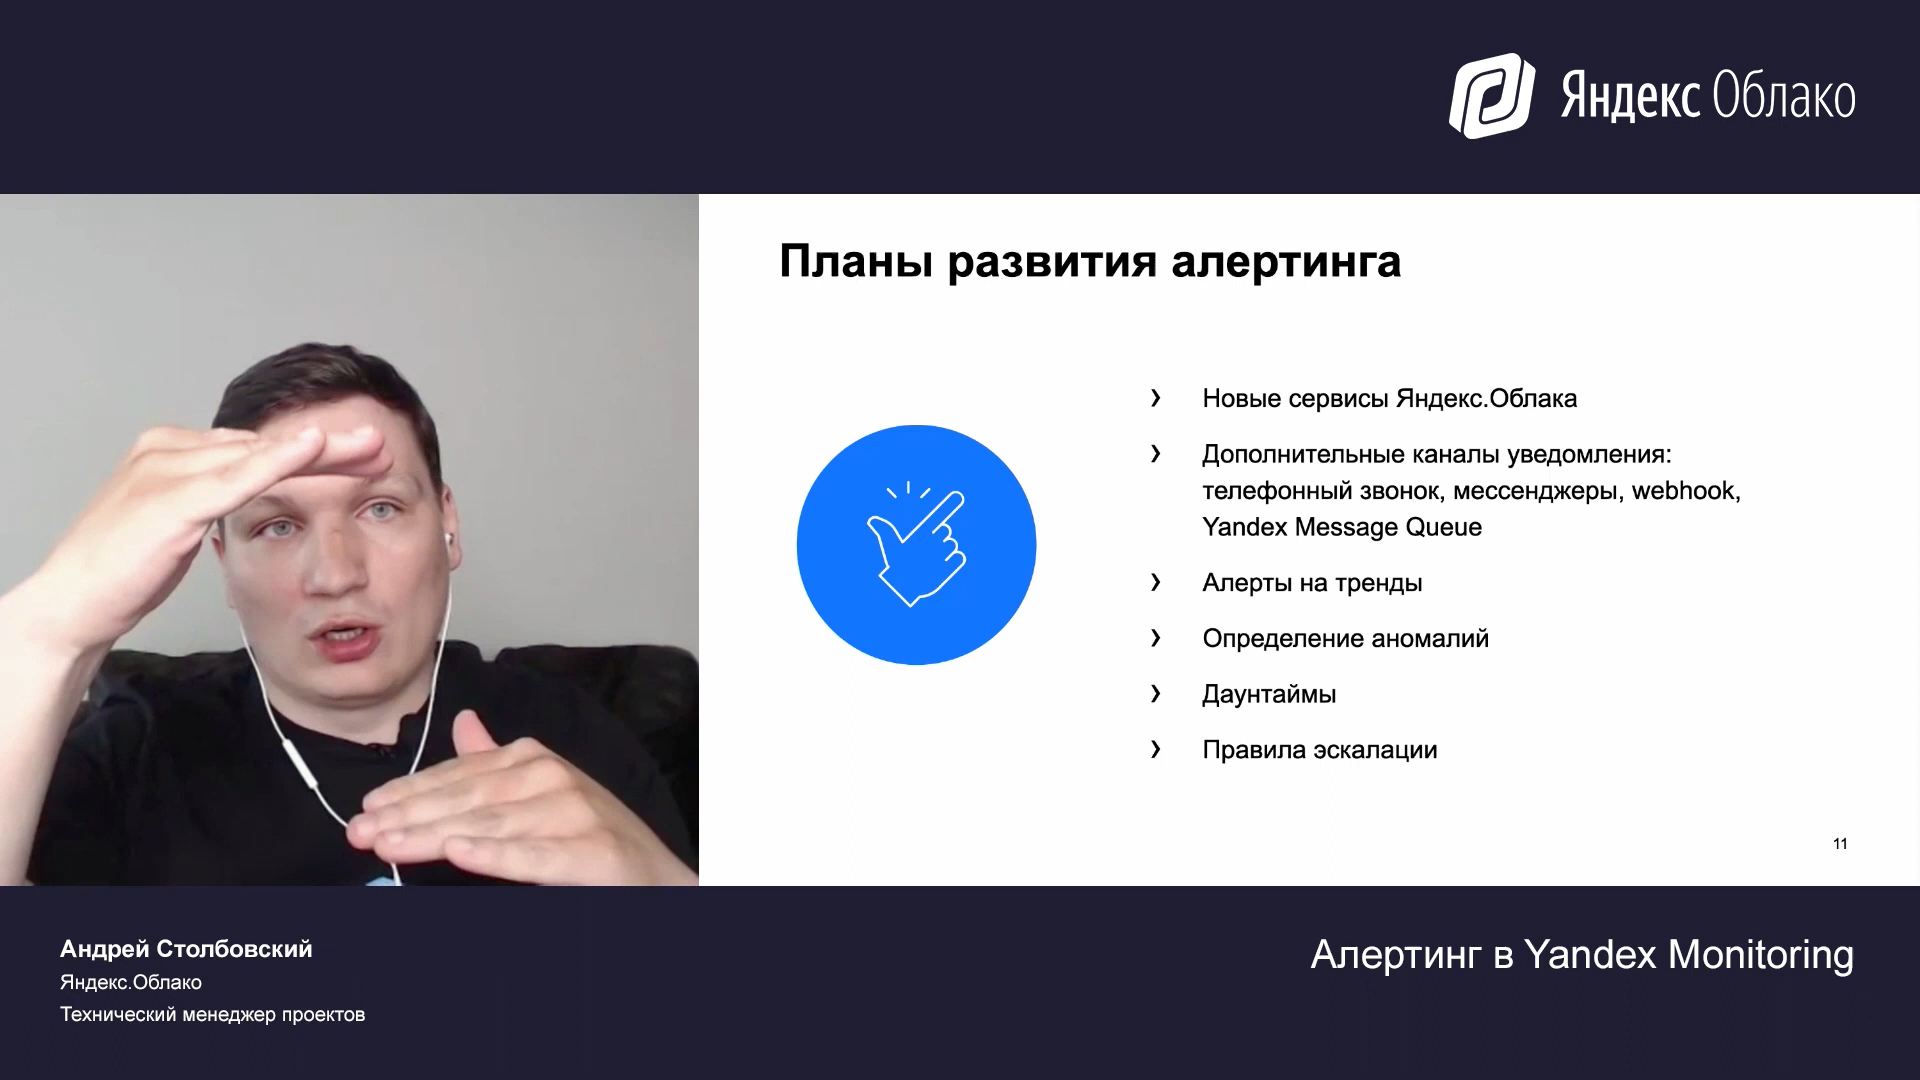 Яндекс Облако
Планы развития алертинга
❯ Новые сервисы Яндекс.Облака
❯ Дополнительные каналы уведомления:
телефонный звонок, мессенджеры, webhook,
Yandex Message Queue
❯ Алерты на тренды
❯ Определение аномалий
❯ Даунтаймы
❯ Правила эскалации
11
Андрей Столбовский
Яндекс.Облако
Технический менеджер проектов
Алертинг в Yandex Monitoring